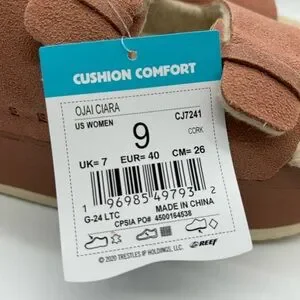 CUSHION COMFORT
OJAI CIARA
US WOMEN 9 CJ7241
CORK
UK= 7 EUR= 40 CM= 26
1 96985 49793 2
G-24 LTC MADE IN CHINA
CPSIA PO# 4500164538
REEF
© 2020 TRESTLES IP HOLDINGS, LLC.